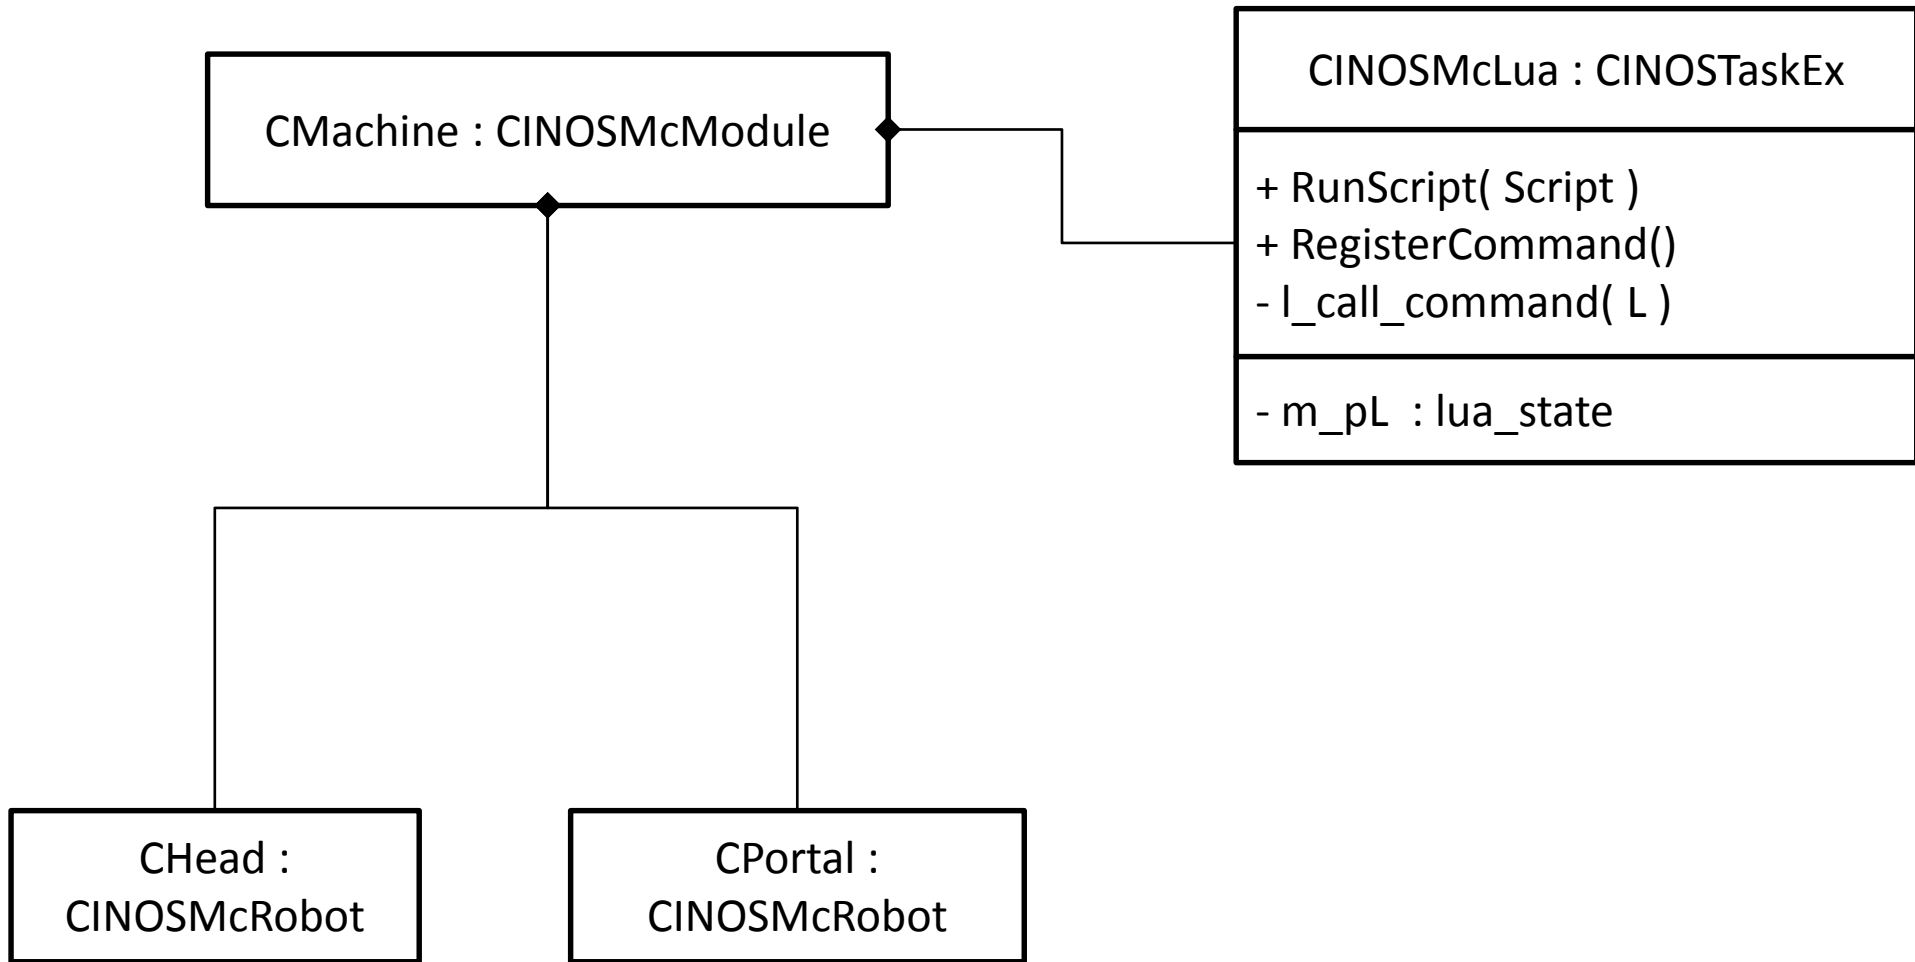 CMachine : CINOSMcModule
CINOSMcLua : CINOSTaskEx
+ RunScript( Script )
+ RegisterCommand()
- l_call_command( L )
- m_pL  : lua_state
CHead :
CINOSMcRobot
CPortal :
CINOSMcRobot